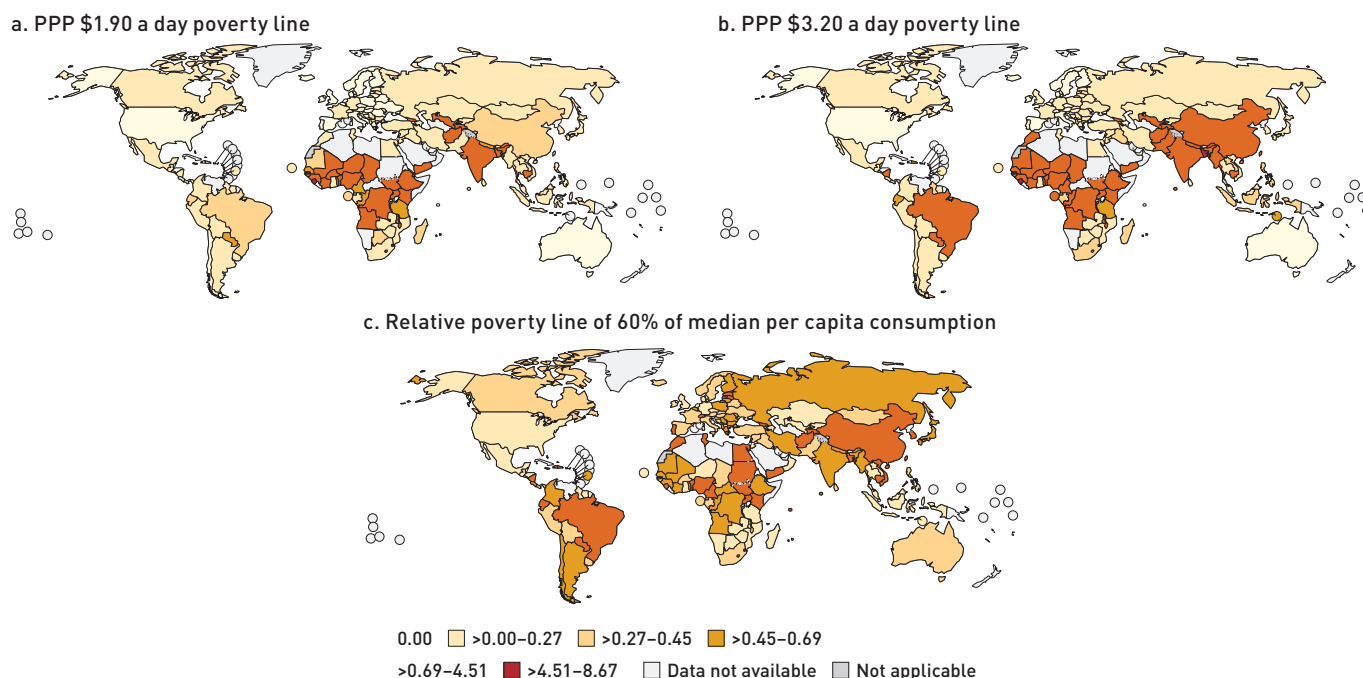 a. PPP $1.90 a day poverty line
b. PPP $3.20 a day poverty line
c. Relative poverty line of 60% of median per capita consumption
0.00 >0.00–0.27 >0.27–0.45 >0.45–0.69
>0.69–4.51 >4.51–8.67 Data not available Not applicable